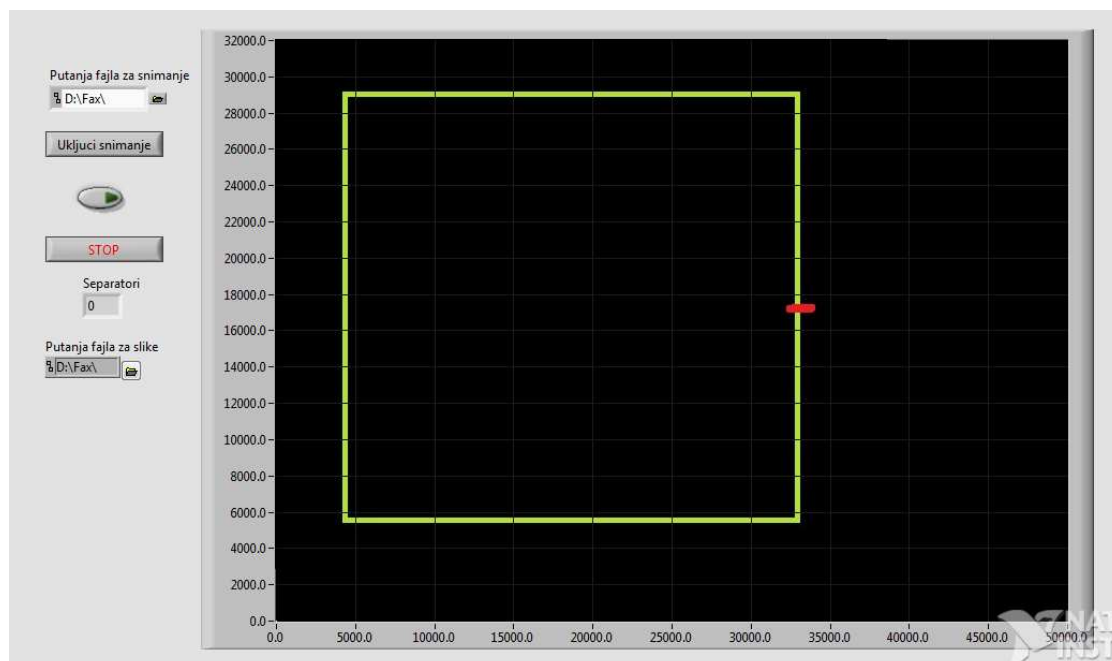 Putanja fajla za snimanje
D:\Fax\
Ukljuci snimanje
STOP
Separatori
0
Putanja fajla za slike
D:\Fax\
32000.0
30000.0
28000.0
26000.0
24000.0
22000.0
20000.0
18000.0
16000.0
14000.0
12000.0
10000.0
8000.0
6000.0
4000.0
2000.0
0.0
0.0 5000.0 10000.0 15000.0 20000.0 25000.0 30000.0 35000.0 40000.0 45000.0 50000.0
NAT
INST